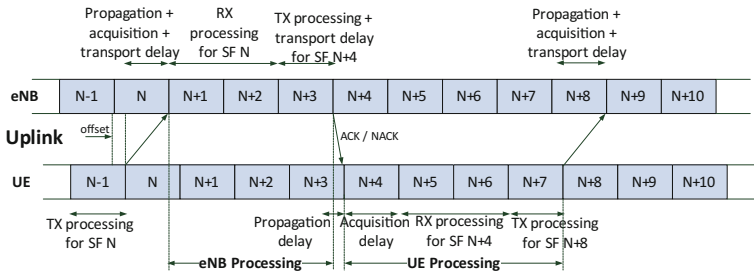 Propagation +
acquisition +
transport delay
RX
processing
for SF N
TX processing +
transport delay
for SF N+4
Propagation +
acquisition +
transport delay
eNB
N-1
N
N+1
N+2
N+3
N+4
N+5
N+6
N+7
N+8
N+9
N+10
Uplink
offset
ACK / NACK
UE
N-1
N
N+1
N+2
N+3
N+4
N+5
N+6
N+7
N+8
N+9
N+10
TX processing
for SF N
Propagation
delay
Acquisition
delay
RX processing
for SF N+4
TX processing
for SF N+8
eNB Processing
UE Processing